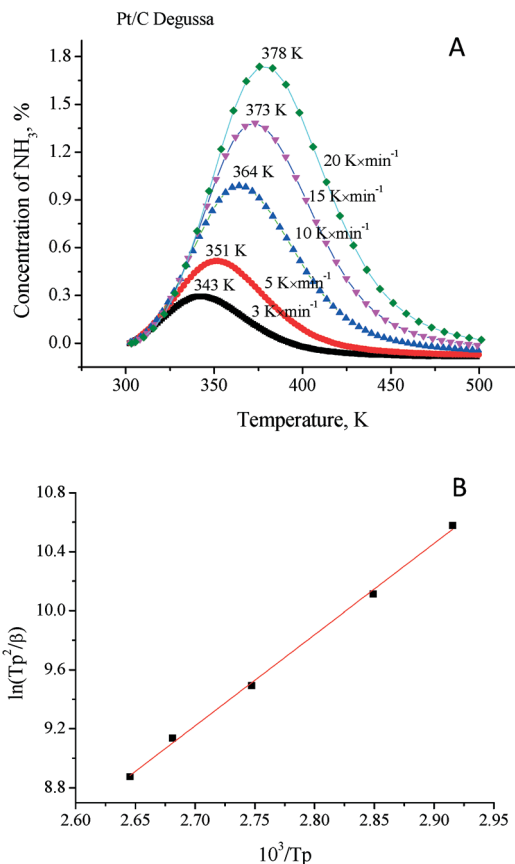 Pt/C Degussa
A
378 K
1.8
373 K
1.5
364 K
20 K×min⁻¹
1.2
15 K×min⁻¹
0.9
10 K×min⁻¹
351 K
0.6
5 K×min⁻¹
343 K
0.3
3 K×min⁻¹
0.0
Concentration of NH₃, %
300 350 400 450 500
Temperature, K
B
10.8
10.4
10.0
9.6
9.2
8.8
ln(Tp²/β)
2.60 2.65 2.70 2.75 2.80 2.85 2.90 2.95
10³/Tp